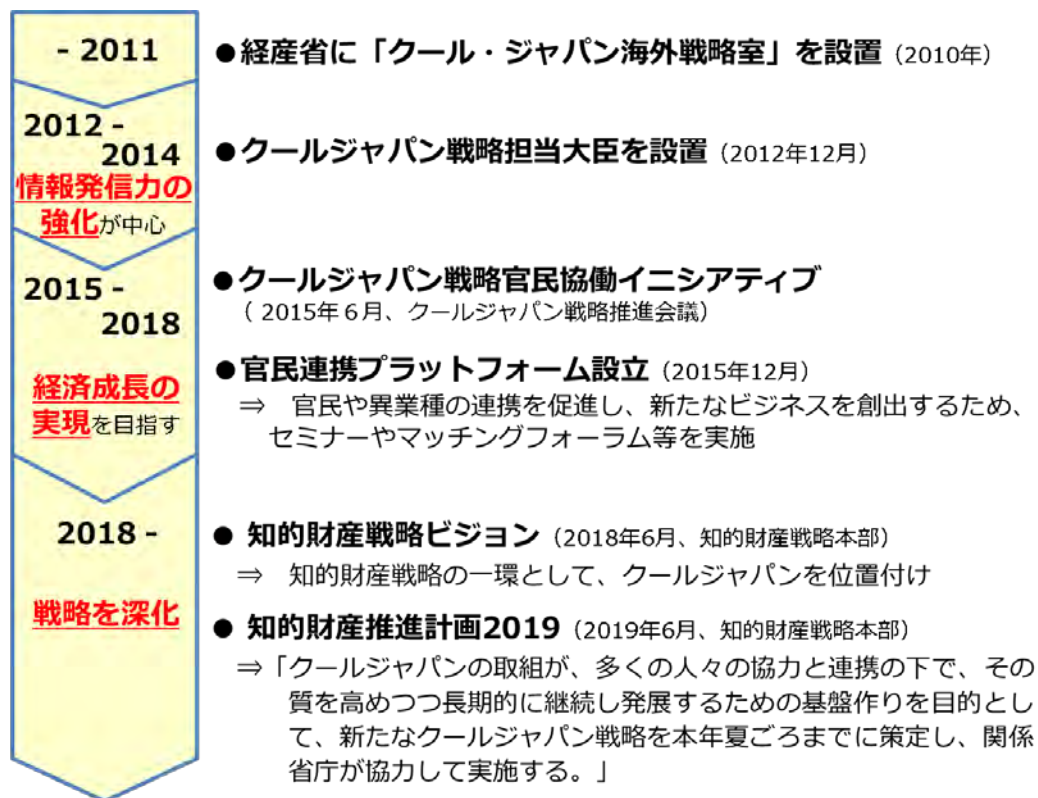 - 2011
●経産省に「クール・ジャパン海外戦略室」を設置（2010年）
2012 -
2014
情報発信力の
強化が中心
●クールジャパン戦略担当大臣を設置（2012年12月）
2015 -
2018
経済成長の
実現を目指す
●クールジャパン戦略官民協働イニシアティブ
（ 2015年６月、クールジャパン戦略推進会議）
●官民連携プラットフォーム設立（2015年12月）
⇒　官民や異業種の連携を促進し、新たなビジネスを創出するため、
セミナーやマッチングフォーラム等を実施
2018 -
戦略を深化
● 知的財産戦略ビジョン（2018年6月、知的財産戦略本部）
⇒　知的財産戦略の一環として、クールジャパンを位置付け
● 知的財産推進計画2019（2019年6月、知的財産戦略本部）
⇒「クールジャパンの取組が、多くの人々の協力と連携の下で、その
質を高めつつ長期的に継続し発展するための基盤作りを目的とし
て、新たなクールジャパン戦略を本年夏ごろまでに策定し、関係
省庁が協力して実施する。」